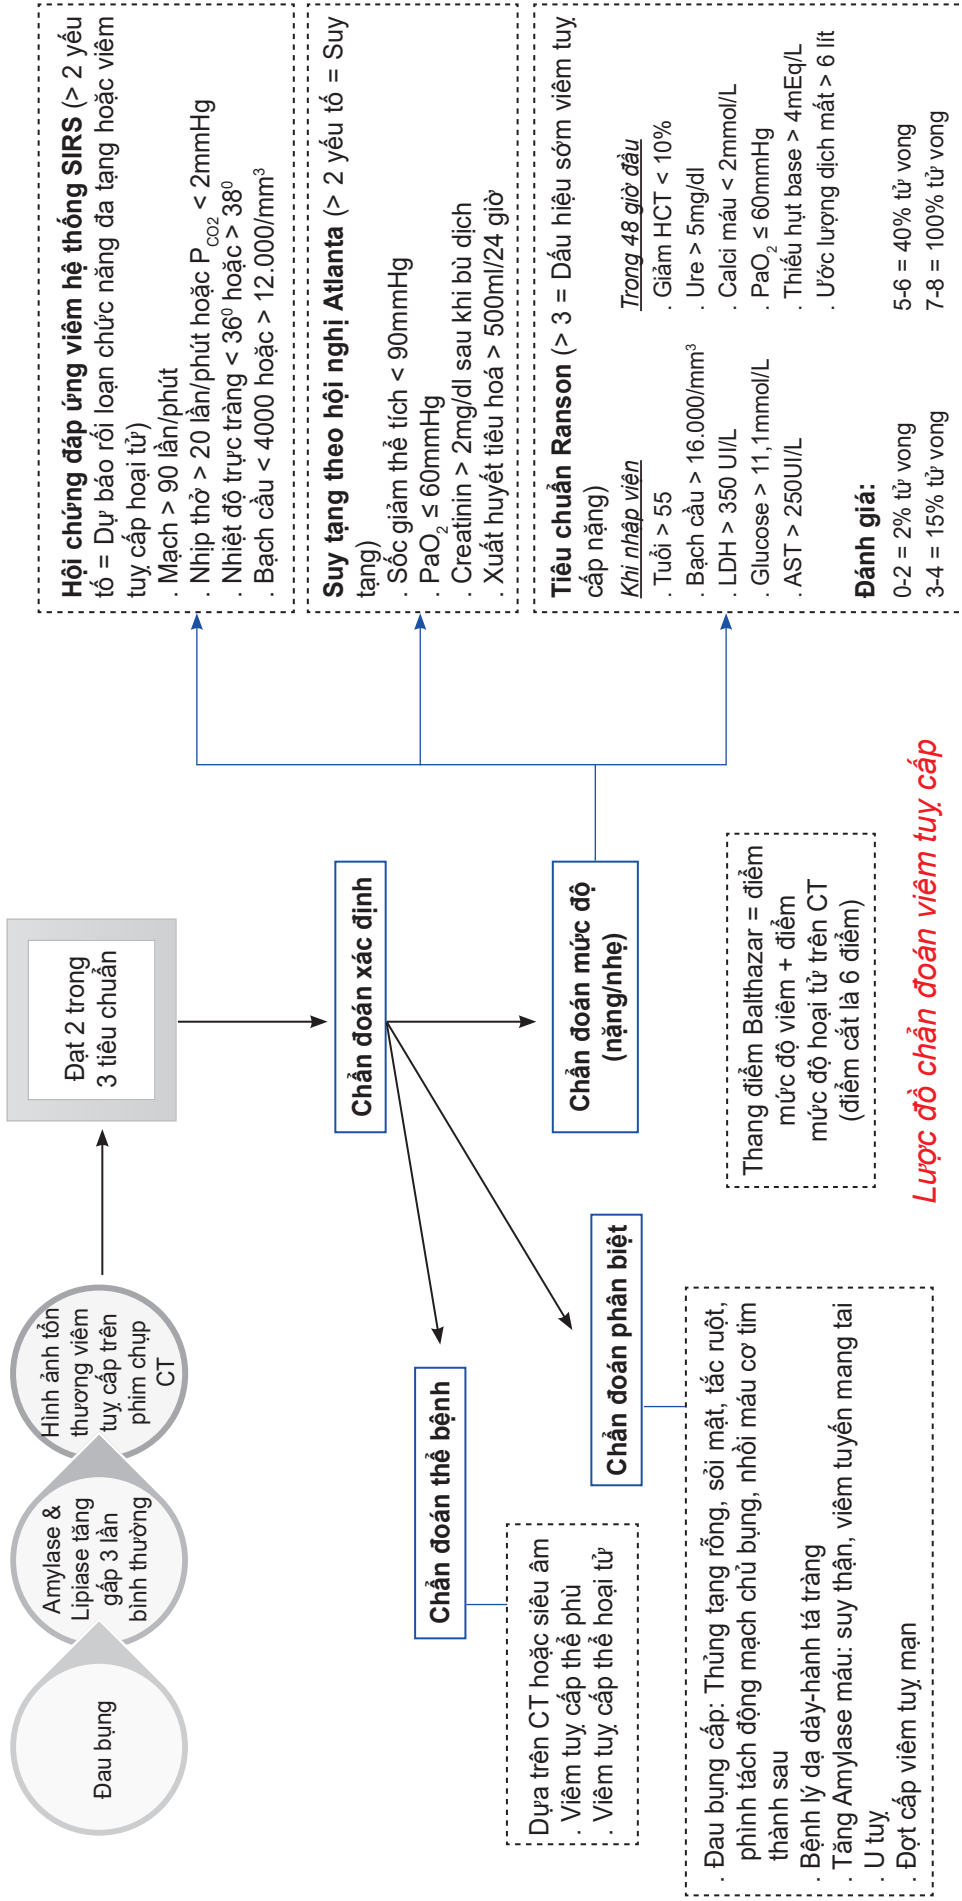 Đau bụng
Amylase &
Lipiase tăng
gấp 3 lần
bình thường
Hình ảnh tổn
thương viêm
tuỵ cấp trên
phim chụp
CT
Đạt 2 trong
3 tiêu chuẩn
Chẩn đoán xác định
Chẩn đoán thể bệnh
Dựa trên CT hoặc siêu âm
. Viêm tuỵ cấp thể phù
. Viêm tuỵ cấp thể hoại tử
Chẩn đoán phân biệt
. Đau bụng cấp: Thủng tạng rỗng, sỏi mật, tắc ruột,
phình tách động mạch chủ bụng, nhồi máu cơ tim
thành sau
. Bệnh lý dạ dày-hành tá tràng
. Tăng Amylase máu: suy thận, viêm tuyến mang tai
. U tuỵ
. Đợt cấp viêm tuỵ mạn
Chẩn đoán mức độ
(nặng/nhẹ)
Thang điểm Balthazar = điểm
mức độ viêm + điểm
mức độ hoại tử trên CT
(điểm cắt là 6 điểm)
Hội chứng đáp ứng viêm hệ thống SIRS (> 2 yếu
tố = Dự báo rối loạn chức năng đa tạng hoặc viêm
tuỵ cấp hoại tử)
. Mạch > 90 lần/phút
. Nhịp thở > 20 lần/phút hoặc P CO2 < 2mmHg
. Nhiệt độ trực tràng < 36⁰ hoặc > 38⁰
. Bạch cầu < 4000 hoặc > 12.000/mm³
Suy tạng theo hội nghị Atlanta (> 2 yếu tố = Suy
tạng)
. Sốc giảm thể tích < 90mmHg
. PaO₂ ≤ 60mmHg
. Creatinin > 2mg/dl sau khi bù dịch
. Xuất huyết tiêu hoá > 500ml/24 giờ
Tiêu chuẩn Ranson (> 3 = Dấu hiệu sớm viêm tuỵ
cấp nặng)
Khi nhập viện
. Tuổi > 55
. Bạch cầu > 16.000/mm³
. LDH > 350 UI/L
. Glucose > 11,1mmol/L
. AST > 250UI/L
Trong 48 giờ đầu
. Giảm HCT < 10%
. Ure > 5mg/dl
. Calci máu < 2mmol/L
. PaO₂ ≤ 60mmHg
. Thiếu hụt base > 4mEq/L
. Ước lượng dịch mất > 6 lít
Đánh giá:
0-2 = 2% tử vong
3-4 = 15% tử vong
5-6 = 40% tử vong
7-8 = 100% tử vong
Lược đồ chẩn đoán viêm tuỵ cấp